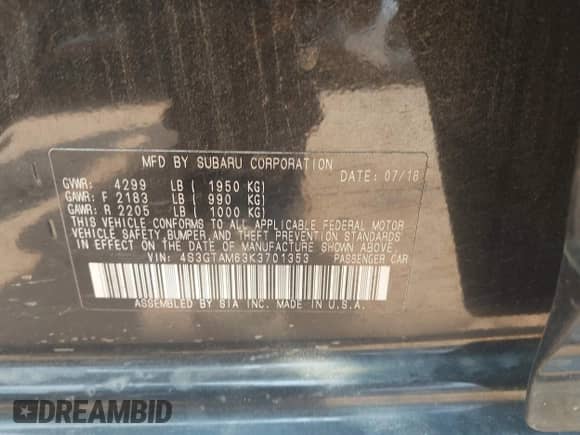 MFD BY SUBARU CORPORATION
DATE: 07/18
GVWR: 4299 LB ( 1950 KG)
GAWR: F 2183 LB ( 990 KG)
GAWR: R 2205 LB ( 1000 KG)
THIS VEHICLE CONFORMS TO ALL APPLICABLE FEDERAL MOTOR
VEHICLE SAFETY,BUMPER,AND THEFT PREVENTION STANDARDS
IN EFFECT ON THE DATE OF MANUFACTURE SHOWN ABOVE.
VIN: 4S3GTAM63K3701353 PASSENGER CAR
ASSEMBLED BY SIA INC. MADE IN U.S.A.
DREAMBID